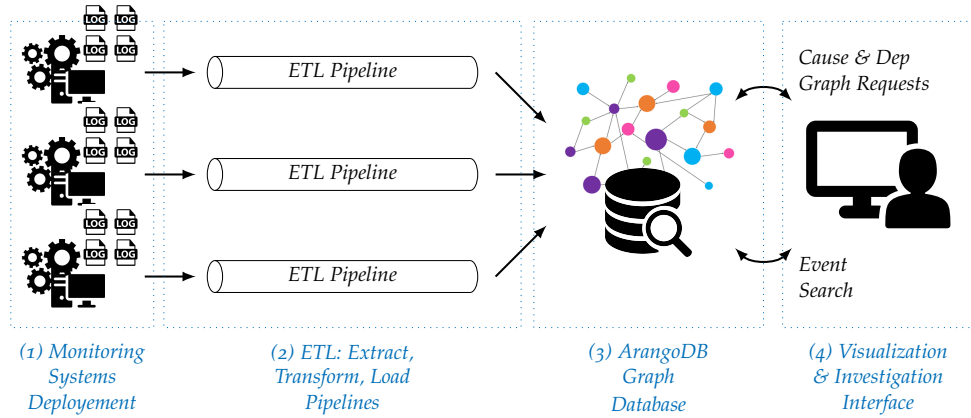 LOG LOG
LOG LOG
ETL Pipeline
LOG LOG
LOG LOG
ETL Pipeline
LOG LOG
LOG LOG
ETL Pipeline
Cause & Dep
Graph Requests
Event
Search
(1) Monitoring
Systems
Deployement
(2) ETL: Extract,
Transform, Load
Pipelines
(3) ArangoDB
Graph
Database
(4) Visualization
& Investigation
Interface